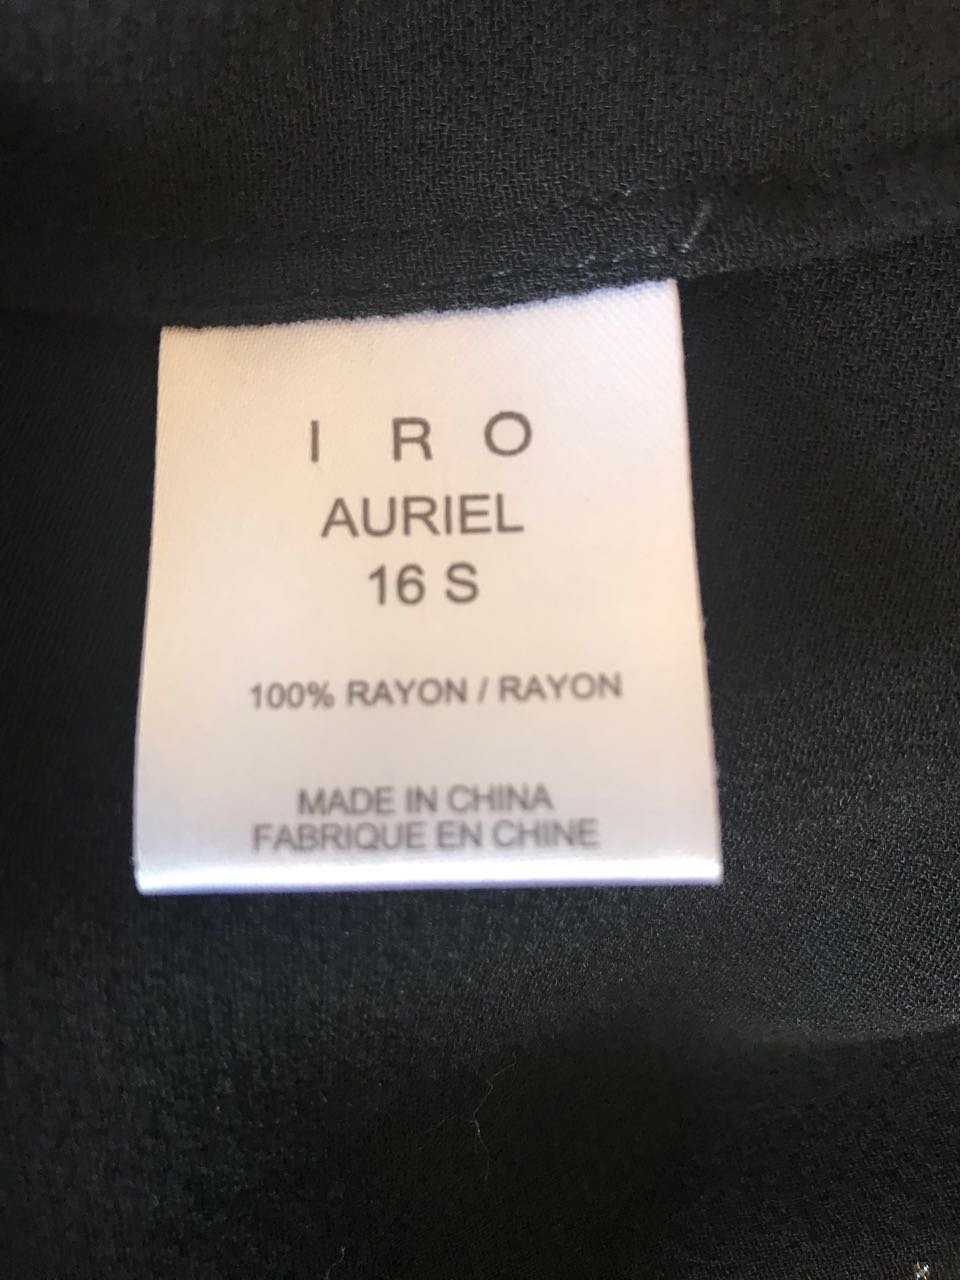 I R O
AURIEL
16 S
100% RAYON / RAYON
MADE IN CHINA
FABRIQUE EN CHINE